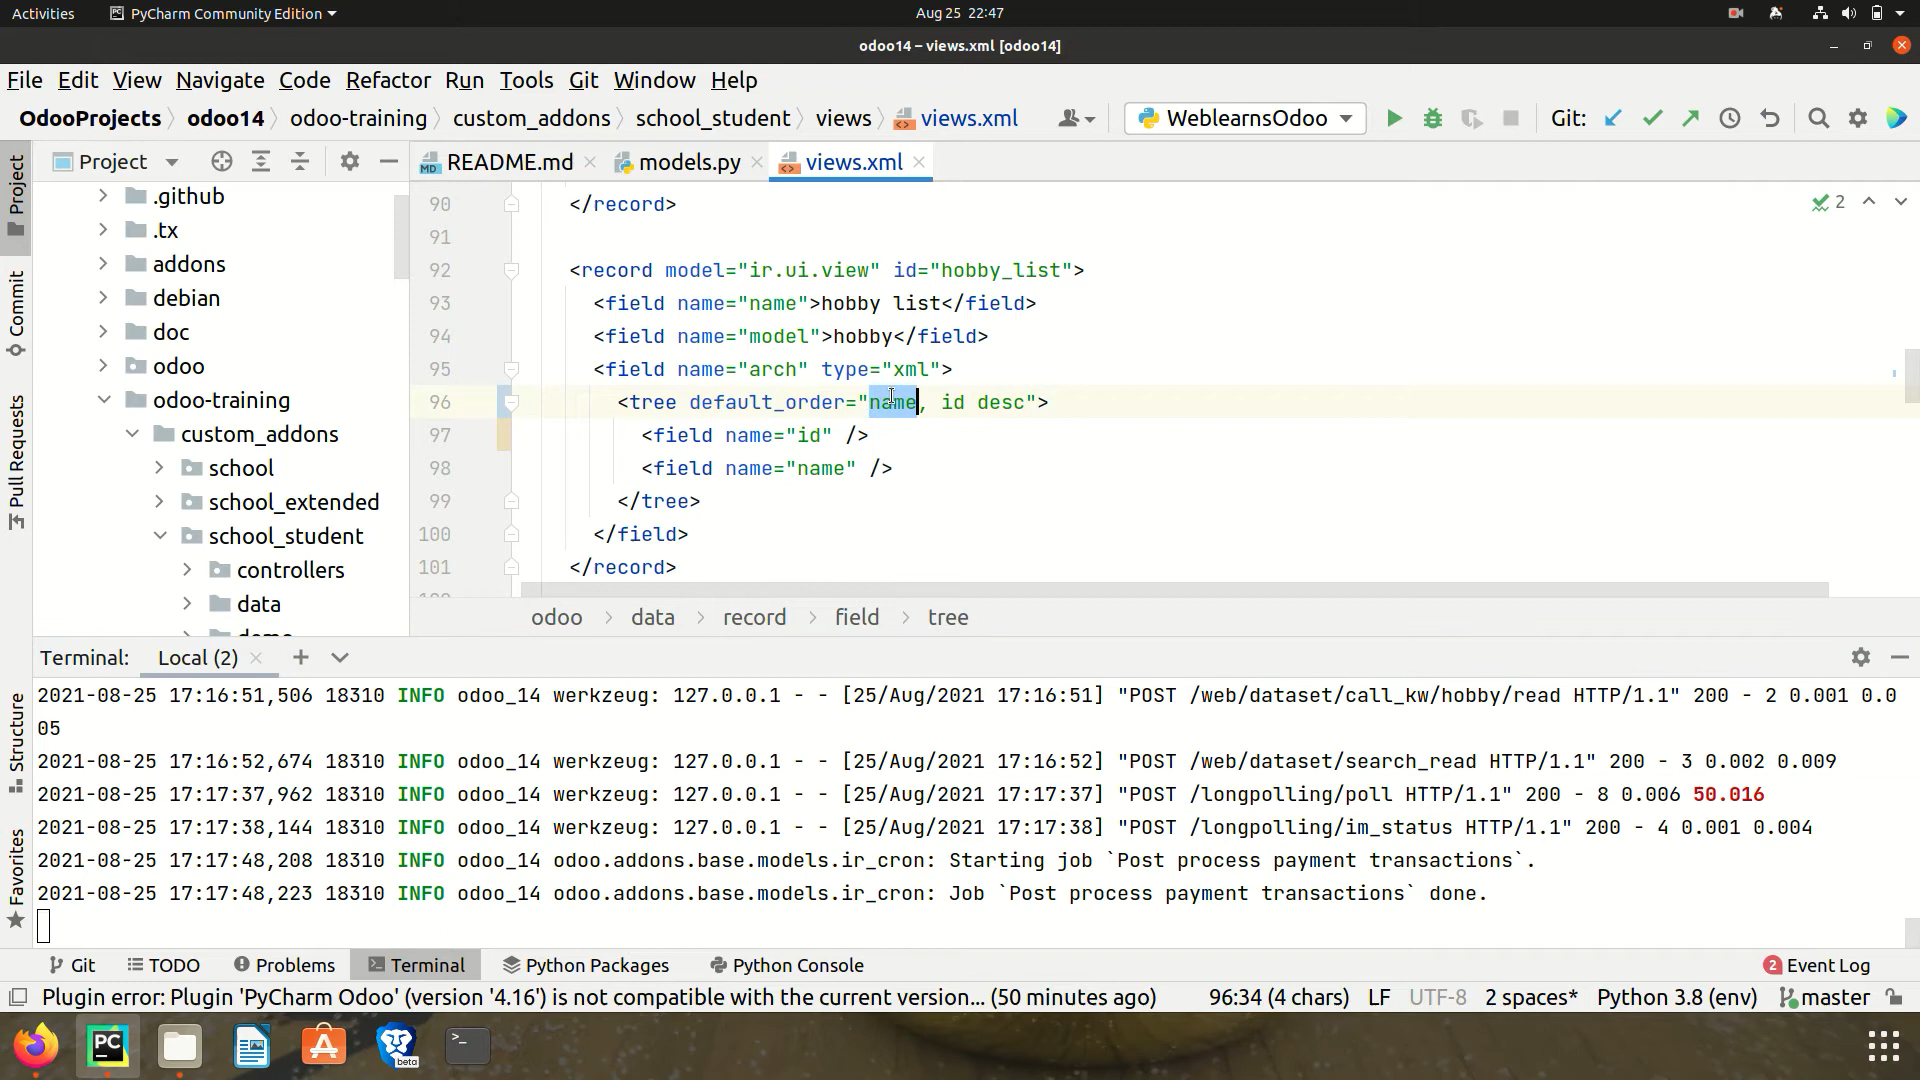 Activities
PyCharm Community Edition
Aug 25 22:47
odoo14 – views.xml [odoo14]
File Edit View Navigate Code Refactor Run Tools Git Window Help
OdooProjects odoo14 odoo-training custom_addons school_student views views.xml
WeblearnsOdoo
Git:
Project
README.md
models.py
views.xml
.github
.tx
addons
debian
doc
odoo
odoo-training
custom_addons
school
school_extended
school_student
controllers
data
Project
Commit
Pull Requests
Structure
Favorites
2
90 </record>
91
92 <record model="ir.ui.view" id="hobby_list">
93 <field name="name">hobby list</field>
94 <field name="model">hobby</field>
95 <field name="arch" type="xml">
96 <tree default_order="name, id desc">
97 <field name="id" />
98 <field name="name" />
99 </tree>
100 </field>
101 </record>
odoo data record field tree
Terminal: Local (2)
2021-08-25 17:16:51,506 18310 INFO odoo_14 werkzeug: 127.0.0.1 - - [25/Aug/2021 17:16:51] "POST /web/dataset/call_kw/hobby/read HTTP/1.1" 200 - 2 0.001 0.0
05
2021-08-25 17:16:52,674 18310 INFO odoo_14 werkzeug: 127.0.0.1 - - [25/Aug/2021 17:16:52] "POST /web/dataset/search_read HTTP/1.1" 200 - 3 0.002 0.009
2021-08-25 17:17:37,962 18310 INFO odoo_14 werkzeug: 127.0.0.1 - - [25/Aug/2021 17:17:37] "POST /longpolling/poll HTTP/1.1" 200 - 8 0.006 50.016
2021-08-25 17:17:38,144 18310 INFO odoo_14 werkzeug: 127.0.0.1 - - [25/Aug/2021 17:17:38] "POST /longpolling/im_status HTTP/1.1" 200 - 4 0.001 0.004
2021-08-25 17:17:48,208 18310 INFO odoo_14 odoo.addons.base.models.ir_cron: Starting job `Post process payment transactions`.
2021-08-25 17:17:48,223 18310 INFO odoo_14 odoo.addons.base.models.ir_cron: Job `Post process payment transactions` done.
Git TODO Problems Terminal Python Packages Python Console
2 Event Log
Plugin error: Plugin 'PyCharm Odoo' (version '4.16') is not compatible with the current version... (50 minutes ago)
96:34 (4 chars) LF UTF-8 2 spaces* Python 3.8 (env) master
PC
beta